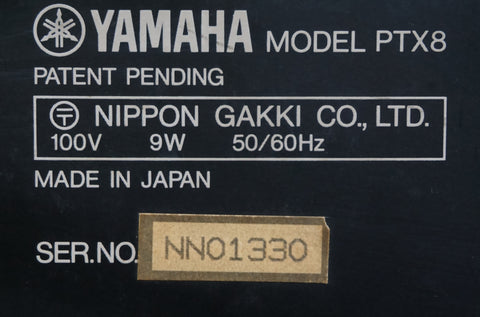 YAMAHA MODEL PTX8
PATENT PENDING
〒 NIPPON GAKKI CO., LTD.
100V 9W 50/60Hz
MADE IN JAPAN
SER.NO. NN01330